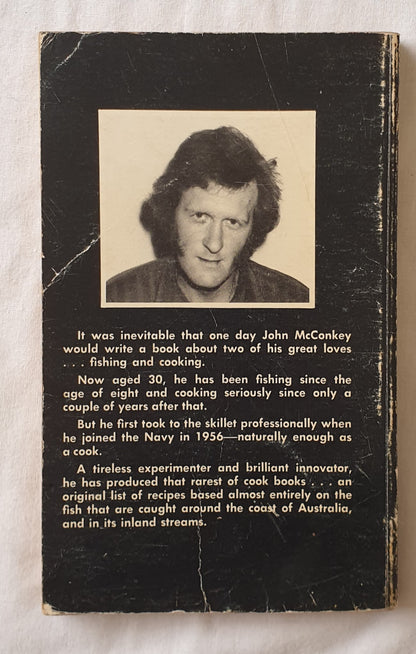 It was inevitable that one day John McConkey
would write a book about two of his great loves
. . . fishing and cooking.
Now aged 30, he has been fishing since the
age of eight and cooking seriously since only a
couple of years after that.
But he first took to the skillet professionally when
he joined the Navy in 1956—naturally enough as
a cook.
A tireless experimenter and brilliant innovator,
he has produced that rarest of cook books . . . an
original list of recipes based almost entirely on the
fish that are caught around the coast of Australia,
and in its inland streams.